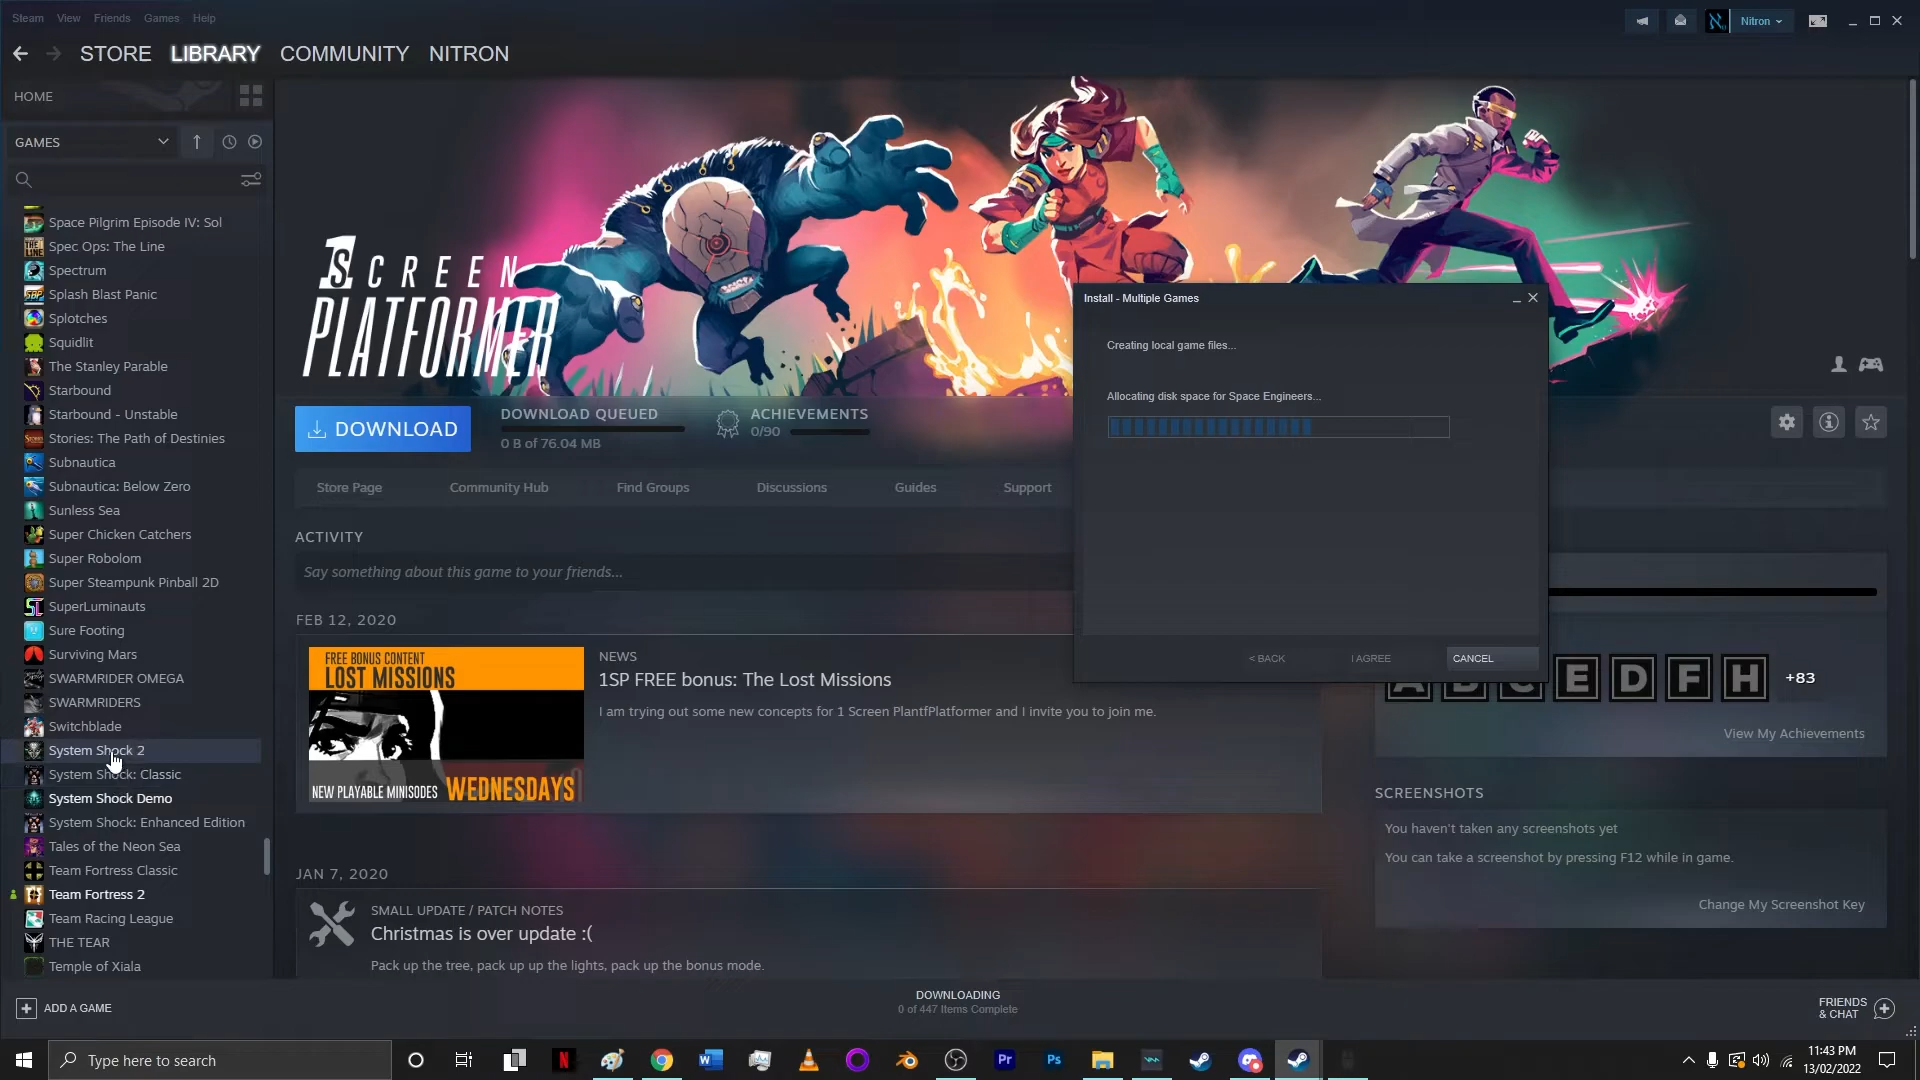 Steam View Friends Games Help
Nitron
STORE LIBRARY COMMUNITY NITRON
HOME
GAMES
Space Pilgrim Episode IV: Sol
Spec Ops: The Line
Spectrum
Splash Blast Panic
Splotches
Squidlit
The Stanley Parable
Starbound
Starbound - Unstable
Stories: The Path of Destinies
Subnautica
Subnautica: Below Zero
Sunless Sea
Super Chicken Catchers
Super Robolom
Super Steampunk Pinball 2D
SuperLuminauts
Sure Footing
Surviving Mars
SWARMRIDER OMEGA
SWARMRIDERS
Switchblade
System Shock 2
System Shock: Classic
System Shock Demo
System Shock: Enhanced Edition
Tales of the Neon Sea
Team Fortress Classic
Team Fortress 2
Team Racing League
THE TEAR
Temple of Xiala
1SCREEN
PLATFORMER
DOWNLOAD
DOWNLOAD QUEUED
0 B of 76.04 MB
ACHIEVEMENTS
0/90
Store Page Community Hub Find Groups Discussions Guides Support
ACTIVITY
Say something about this game to your friends...
FEB 12, 2020
FREE BONUS CONTENT
LOST MISSIONS
NEW PLAYABLE MINISODES WEDNESDAYS
NEWS
1SP FREE bonus: The Lost Missions
I am trying out some new concepts for 1 Screen PlantfPlatformer and I invite you to join me.
JAN 7, 2020
SMALL UPDATE / PATCH NOTES
Christmas is over update :(
Pack up the tree, pack up up the lights, pack up the bonus mode.
Install - Multiple Games
Creating local game files...
Allocating disk space for Space Engineers...
< BACK I AGREE CANCEL
A B C E D F H +83
View My Achievements
SCREENSHOTS
You haven't taken any screenshots yet
You can take a screenshot by pressing F12 while in game.
Change My Screenshot Key
ADD A GAME
DOWNLOADING
0 of 447 Items Complete
FRIENDS
& CHAT
Type here to search
11:43 PM
13/02/2022